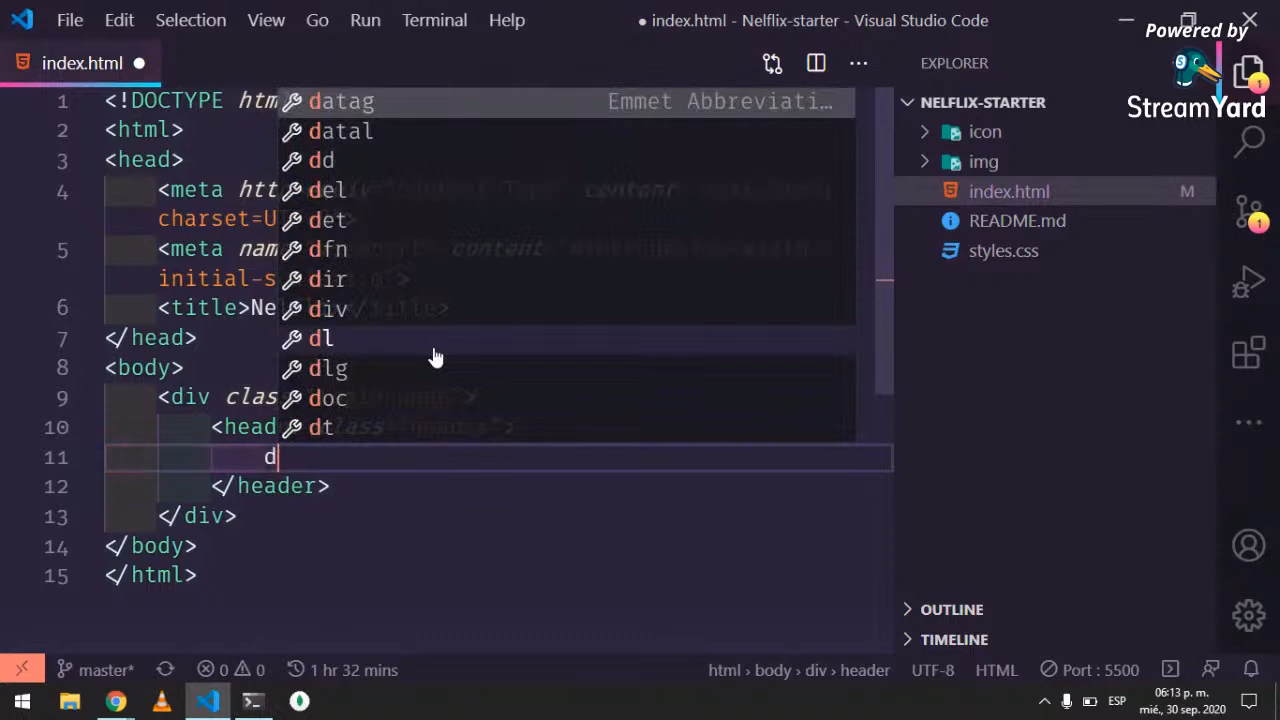 File Edit Selection View Go Run Terminal Help
● index.html - Nelflix-starter - Visual Studio Code
Powered by
StreamYard
index.html ●
1 <!DOCTYPE htm
2 <html>
3 <head>
4 <meta htt
charset=U
5 <meta nam content
initial-s
6 <title>Ne </title>
7 </head>
8 <body>
9 <div clas
10 <head class
11 d
12 </header>
13 </div>
14 </body>
15 </html>
datag Emmet Abbreviati...
datal
dd
del
det
dfn
dir
div
dl
dlg
doc
dt
EXPLORER
NELFLIX-STARTER
icon
img
index.html M
README.md
styles.css
OUTLINE
TIMELINE
1
1
master* 0 0 1 hr 32 mins html › body › div › header UTF-8 HTML Port : 5500
ESP
06:13 p. m.
mié., 30 sep. 2020